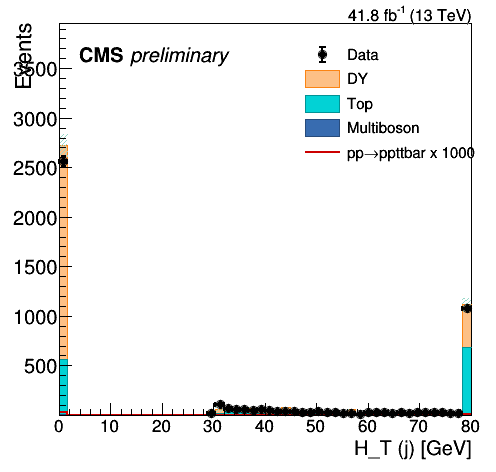 41.8 fb⁻¹ (13 TeV)
Events
CMS preliminary
Data
DY
Top
Multiboson
pp→ppttbar x 1000
3500
3000
2500
2000
1500
1000
500
0 10 20 30 40 50 60 70 80
H_T (j) [GeV]